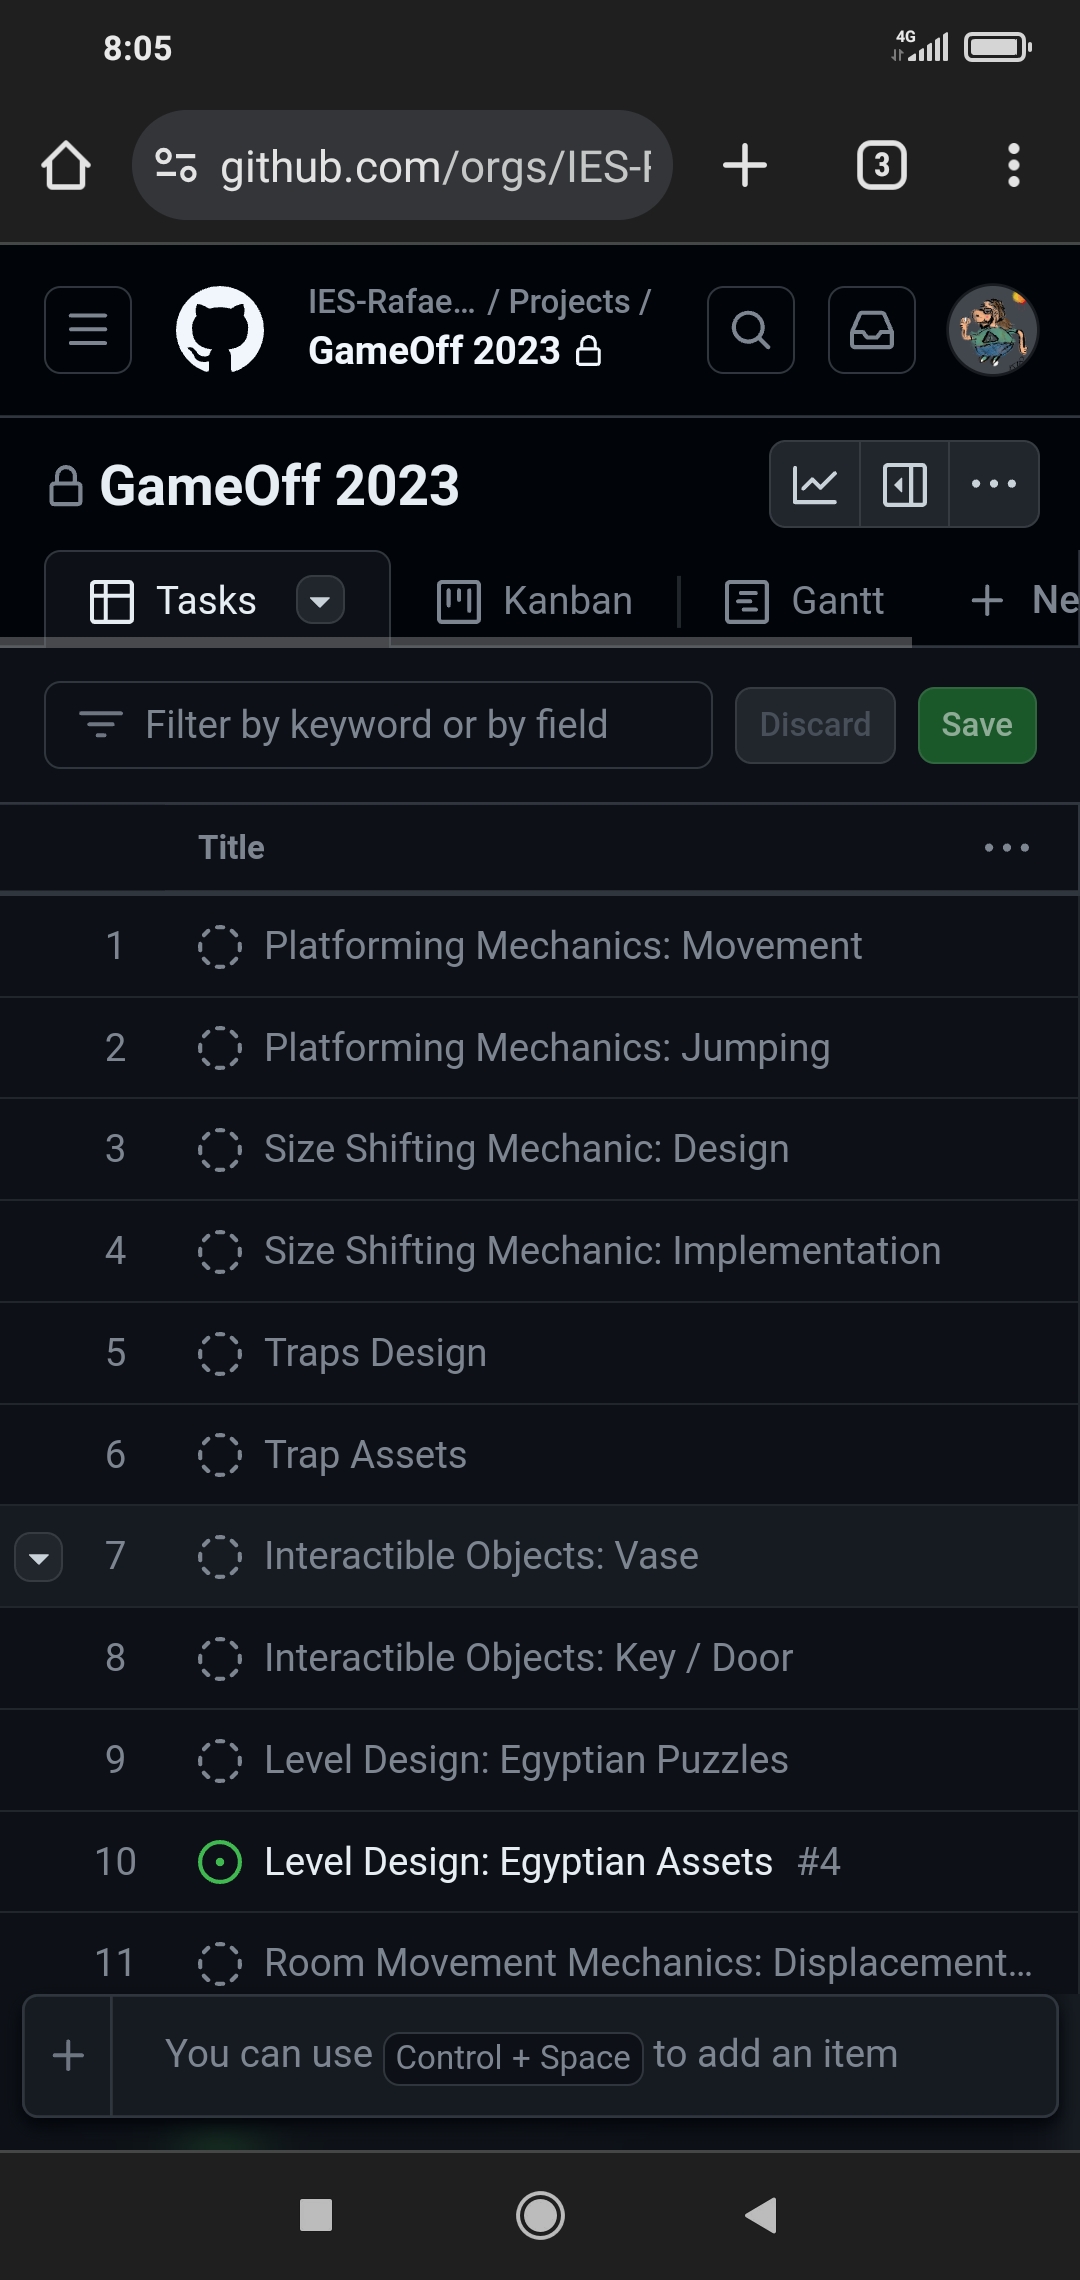 8:05
4G
github.com/orgs/IES-
3
IES-Rafae... / Projects /
GameOff 2023
GameOff 2023
Tasks
Kanban
Gantt
+ Ne
Filter by keyword or by field
Discard
Save
Title
1 Platforming Mechanics: Movement
2 Platforming Mechanics: Jumping
3 Size Shifting Mechanic: Design
4 Size Shifting Mechanic: Implementation
5 Traps Design
6 Trap Assets
7 Interactible Objects: Vase
8 Interactible Objects: Key / Door
9 Level Design: Egyptian Puzzles
10 Level Design: Egyptian Assets #4
11 Room Movement Mechanics: Displacement...
+ You can use Control + Space to add an item